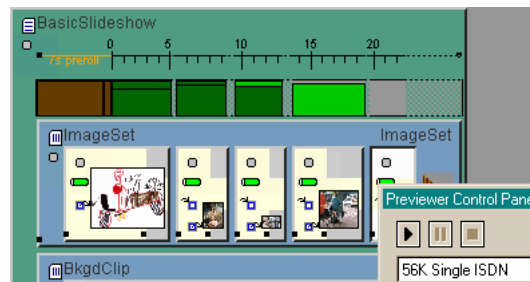 BasicSlideshow
0 5 10 15 20
7s preroll
ImageSet ImageSet
Previewer Control Pane
56K Single ISDN
BkgdClip